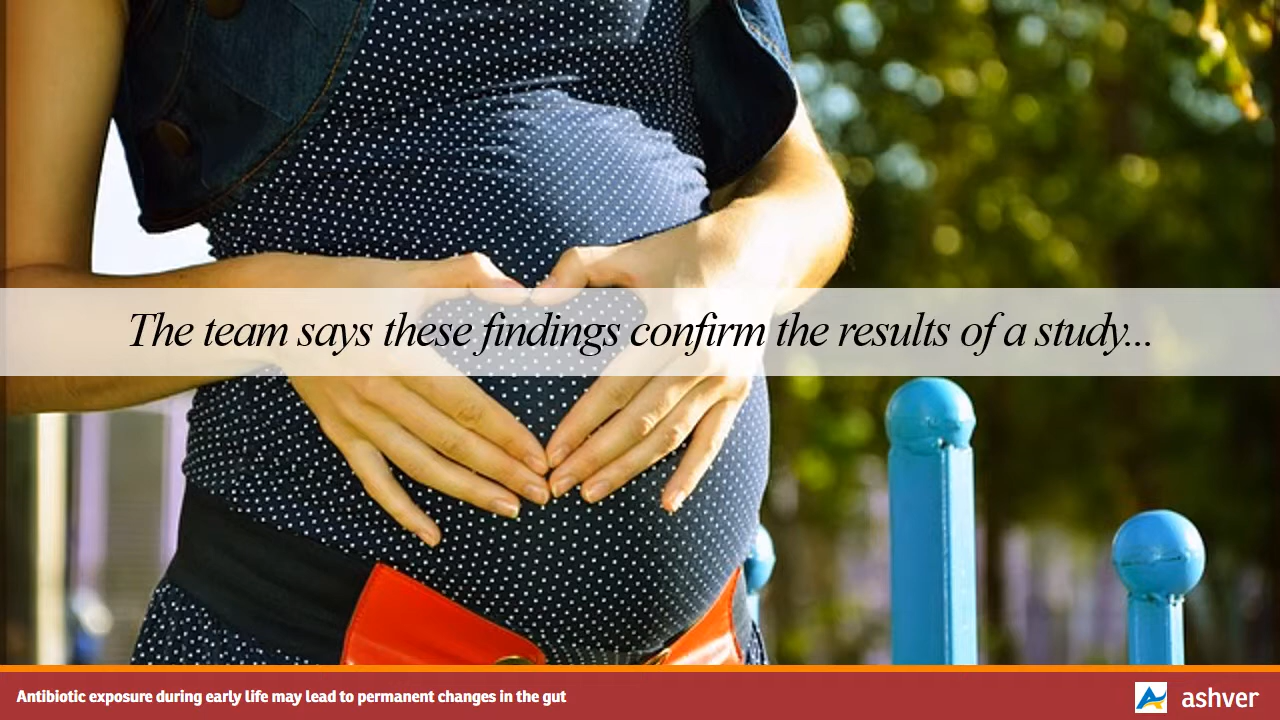 The team says these findings confirm the results of a study...
Antibiotic exposure during early life may lead to permanent changes in the gut
ashver